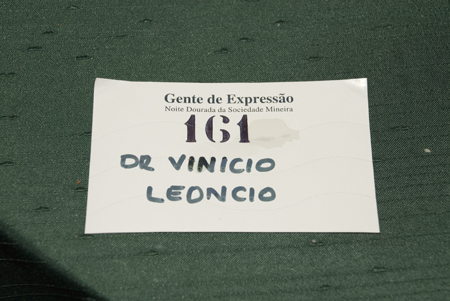 Gente de Expressão
Noite Dourada da Sociedade Mineira
161
DR VINICIO
LEONCIO